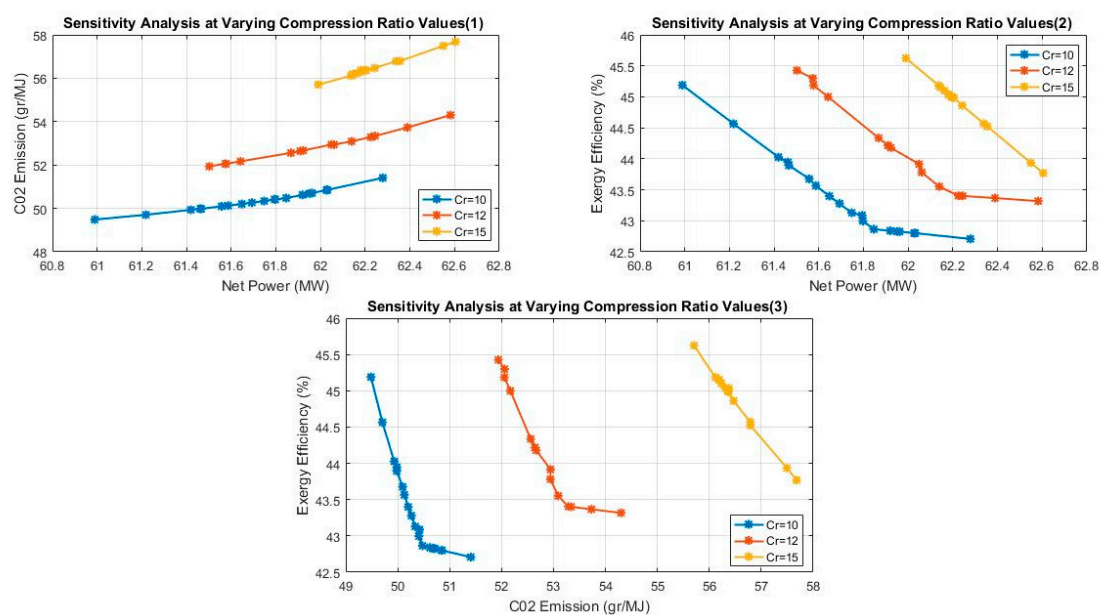 Sensitivity Analysis at Varying Compression Ratio Values(1)
58
56
54
52
50
48
C02 Emission (gr/MJ)
Cr=10
Cr=12
Cr=15
60.8 61 61.2 61.4 61.6 61.8 62 62.2 62.4 62.6 62.8
Net Power (MW)
Sensitivity Analysis at Varying Compression Ratio Values(2)
46
45.5
45
44.5
44
43.5
43
42.5
Exergy Efficiency (%)
Cr=10
Cr=12
Cr=15
60.8 61 61.2 61.4 61.6 61.8 62 62.2 62.4 62.6 62.8
Net Power (MW)
Sensitivity Analysis at Varying Compression Ratio Values(3)
46
45.5
45
44.5
44
43.5
43
42.5
Exergy Efficiency (%)
Cr=10
Cr=12
Cr=15
49 50 51 52 53 54 55 56 57 58
C02 Emission (gr/MJ)